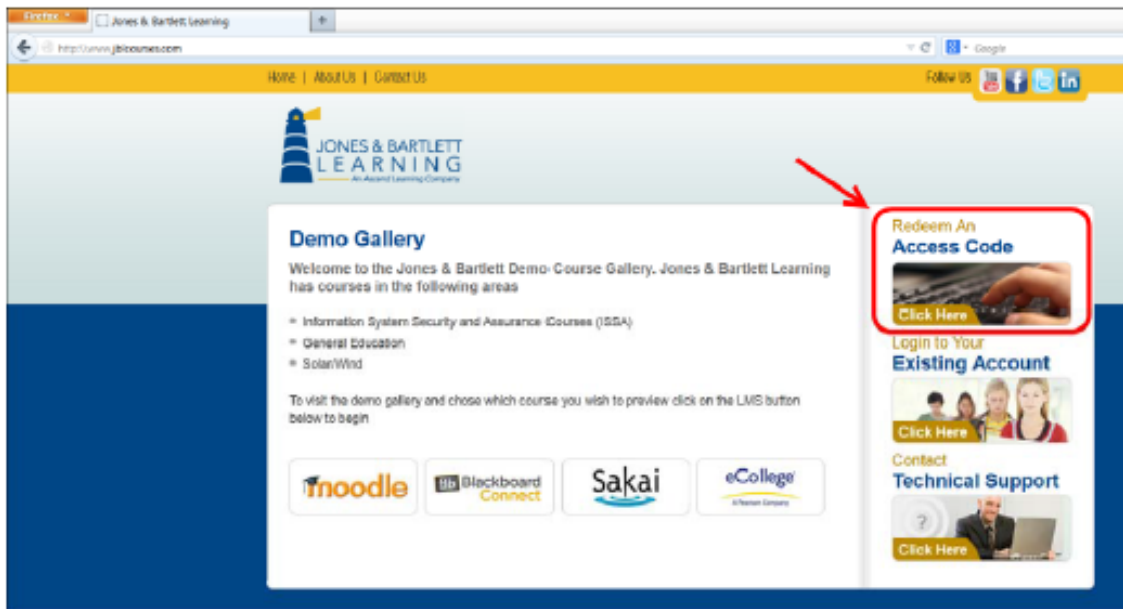 Firefox
Jones & Bartlett Learning
http://www.jblcourses.com
Google
Home | About Us | Contact Us
Follow Us
JONES & BARTLETT
LEARNING
An Ascend Learning Company
Demo Gallery
Welcome to the Jones & Bartlett Demo Course Gallery. Jones & Bartlett Learning
has courses in the following areas
Information System Security and Assurance iCourses (ISSA)
General Education
Solar/Wind
To visit the demo gallery and chose which course you wish to preview click on the LMS button
below to begin
moodle
Bb Blackboard
Connect
Sakai
eCollege
A Pearson Company
Redeem An
Access Code
Click Here
Login to Your
Existing Account
Click Here
Contact
Technical Support
Click Here